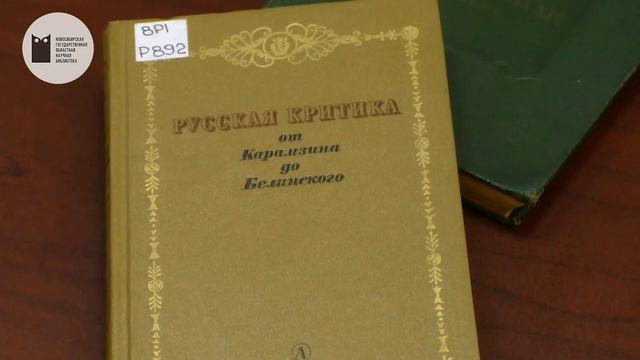 НОВОСИБИРСКАЯ
ГОСУДАРСТВЕННАЯ
ОБЛАСТНАЯ
НАУЧНАЯ
БИБЛИОТЕКА
8Р1
Р892
РУССКАЯ КРИТИКА
от
Карамзина
до
Белинского